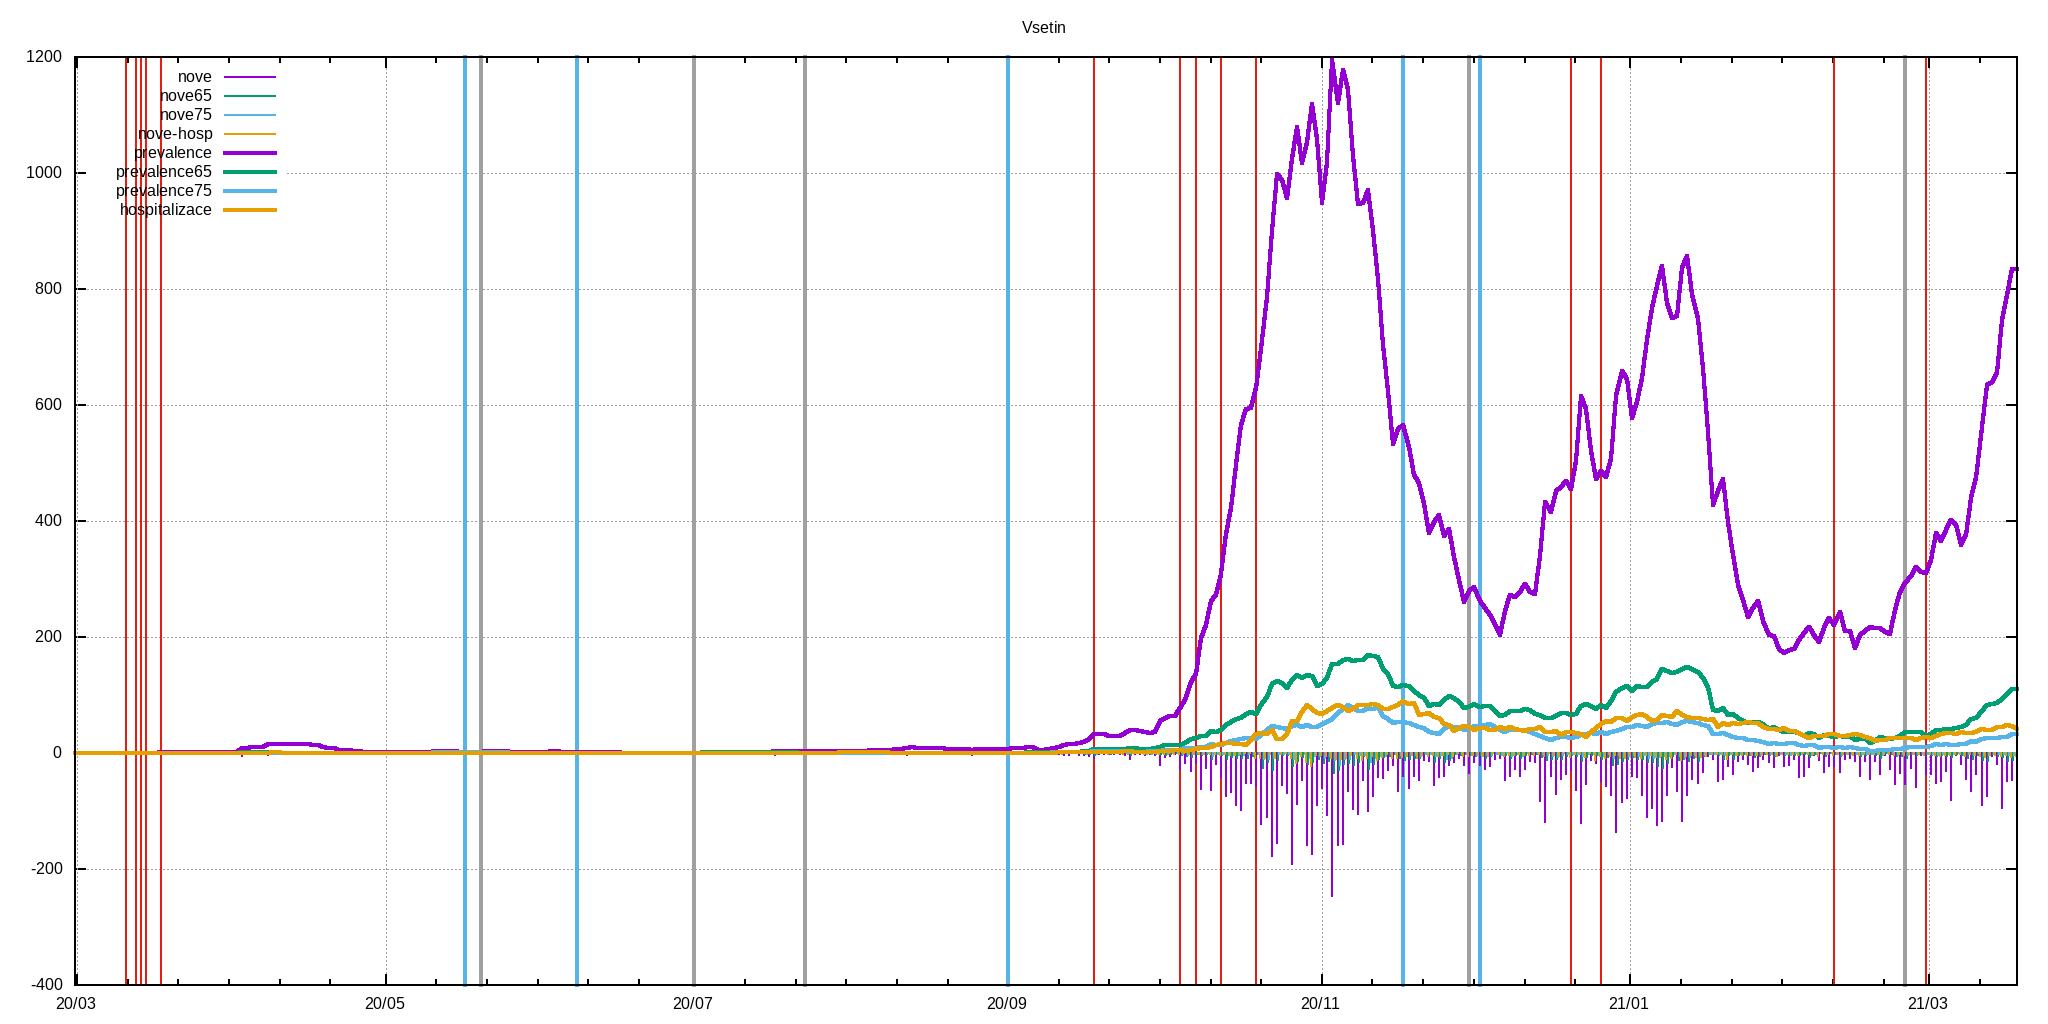 Vsetin
1200
1000
800
600
400
200
0
-200
-400
nove
nove65
nove75
nove-hosp
prevalence
prevalence65
prevalence75
hospitalizace
20/03
20/05
20/07
20/09
20/11
21/01
21/03